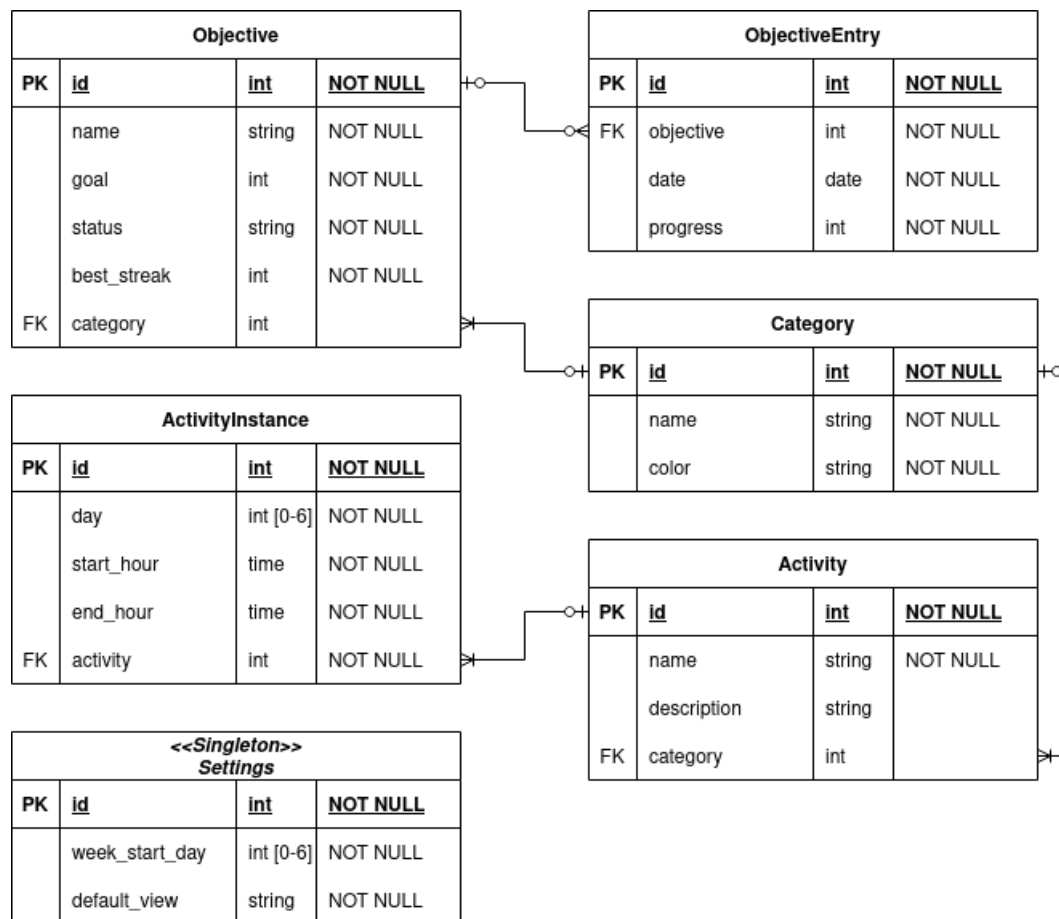 Objective
PK id int NOT NULL
name string NOT NULL
goal int NOT NULL
status string NOT NULL
best_streak int NOT NULL
FK category int
ObjectiveEntry
PK id int NOT NULL
FK objective int NOT NULL
date date NOT NULL
progress int NOT NULL
Category
PK id int NOT NULL
name string NOT NULL
color string NOT NULL
ActivityInstance
PK id int NOT NULL
day int [0-6] NOT NULL
start_hour time NOT NULL
end_hour time NOT NULL
FK activity int NOT NULL
Activity
PK id int NOT NULL
name string NOT NULL
description string
FK category int
<<Singleton>>
Settings
PK id int NOT NULL
week_start_day int [0-6] NOT NULL
default_view string NOT NULL